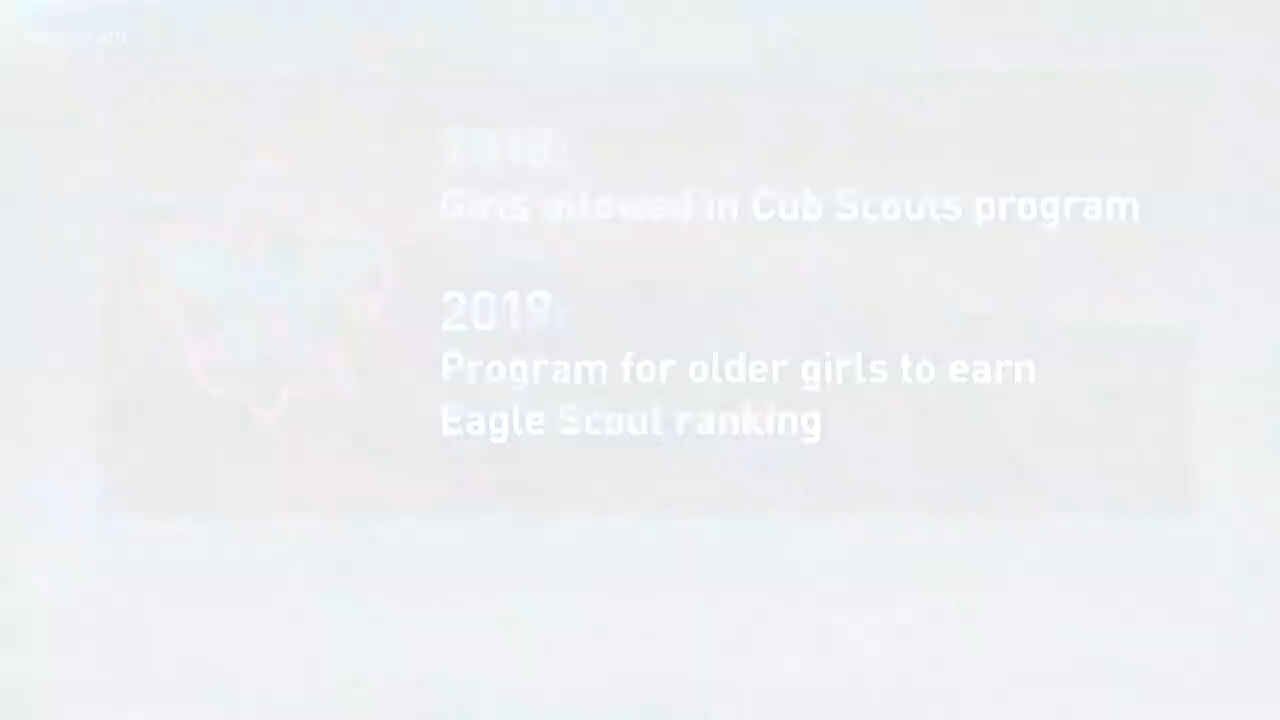 2018:
Girls allowed in Cub Scouts program
2019:
Program for older girls to earn
Eagle Scout ranking